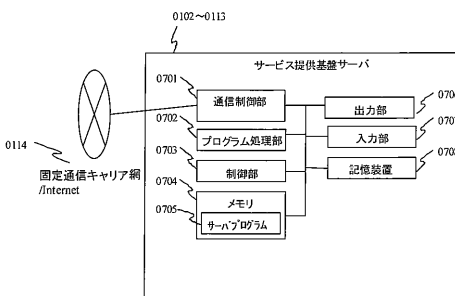 0102～0113
サービス提供基盤サーバ
0701
通信制御部
0702
プログラム処理部
0703
制御部
0704
メモリ
0705
サーバプログラム
出力部
0706
入力部
記憶装置
0114
固定通信キャリア網
/Internet